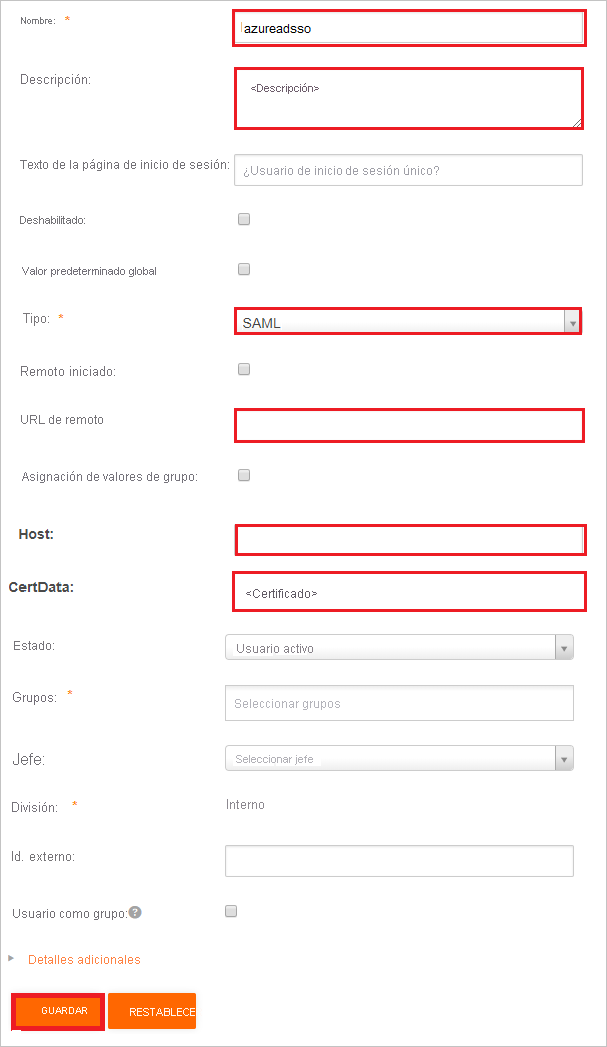 Nombre: *
azureadsso
Descripción:
<Descripción>
Texto de la página de inicio de sesión:
¿Usuario de inicio de sesión único?
Deshabilitado:
Valor predeterminado global
Tipo: *
SAML
Remoto iniciado:
URL de remoto
Asignación de valores de grupo:
Host:
CertData:
<Certificado>
Estado:
Usuario activo
Grupos: *
Seleccionar grupos
Jefe:
Seleccionar jefe
División: *
Interno
Id. externo:
Usuario como grupo:?
Detalles adicionales
GUARDAR
RESTABLECE